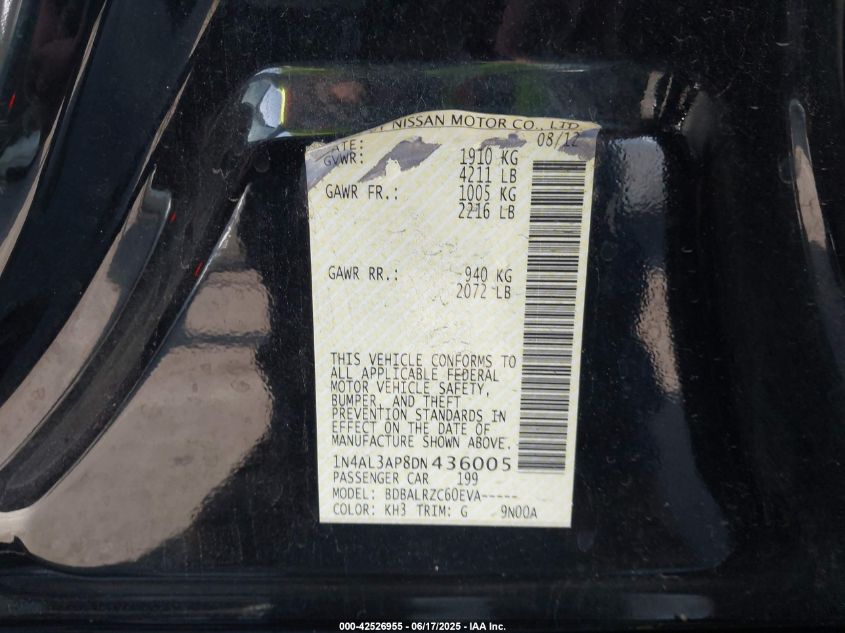 NISSAN MOTOR CO., LTD.
DATE: 08/12
GVWR: 1910 KG
4211 LB
GAWR FR.: 1005 KG
2216 LB
GAWR RR.: 940 KG
2072 LB
THIS VEHICLE CONFORMS TO
ALL APPLICABLE FEDERAL
MOTOR VEHICLE SAFETY,
BUMPER, AND THEFT
PREVENTION STANDARDS IN
EFFECT ON THE DATE OF
MANUFACTURE SHOWN ABOVE.
1N4AL3AP8DN 436005
PASSENGER CAR 199
MODEL: BDBALRZC60EVA-----
COLOR: KH3 TRIM: G 9N00A
000-42526955 - 06/17/2025 - IAA Inc.